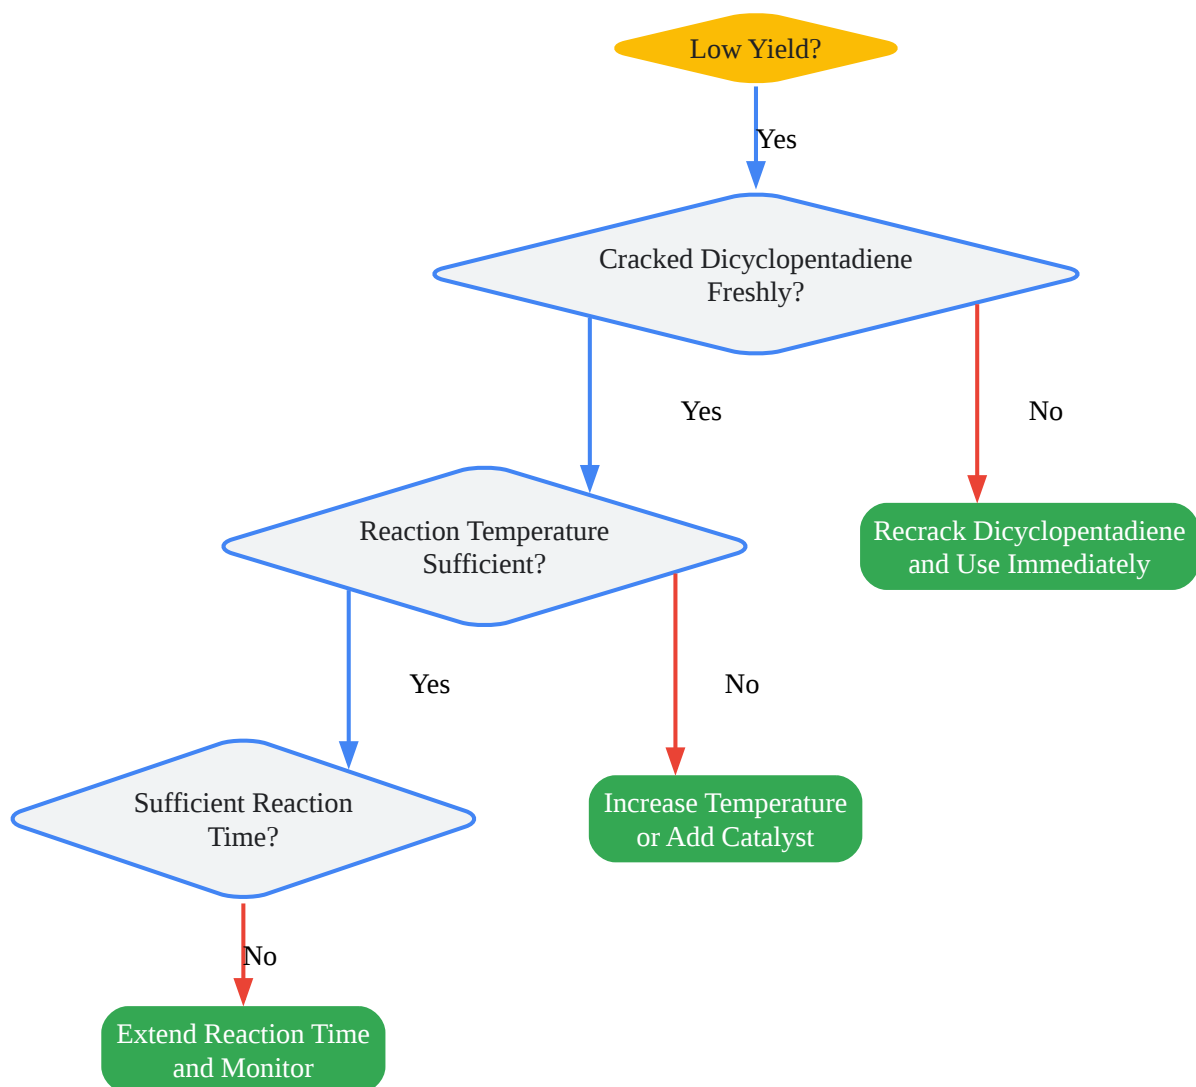 Low Yield?
Yes
Cracked Dicyclopentadiene
Freshly?
Yes
No
Reaction Temperature
Sufficient?
Recrack Dicyclopentadiene
and Use Immediately
Yes
No
Sufficient Reaction
Time?
Increase Temperature
or Add Catalyst
No
Extend Reaction Time
and Monitor